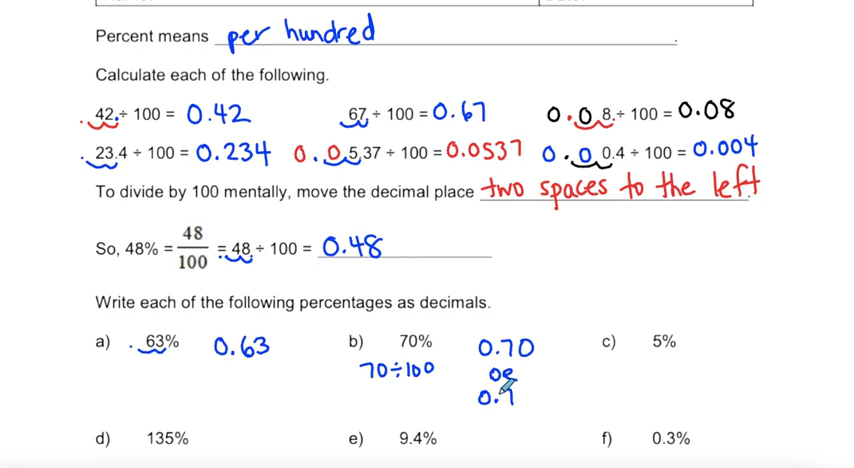 Percent means per hundred.
Calculate each of the following.
.42. ÷ 100 = 0.42 67 ÷ 100 = 0.67 0.08. ÷ 100 = 0.08
.23.4 ÷ 100 = 0.234 0.05.37 ÷ 100 = 0.0537 0.00.4 ÷ 100 = 0.004
To divide by 100 mentally, move the decimal place two spaces to the left.
So, 48% = 48/100 = .48. ÷ 100 = 0.48
Write each of the following percentages as decimals.
a) .63% 0.63 b) 70% 0.70 c) 5%
70÷100 or
0.7
d) 135% e) 9.4% f) 0.3%